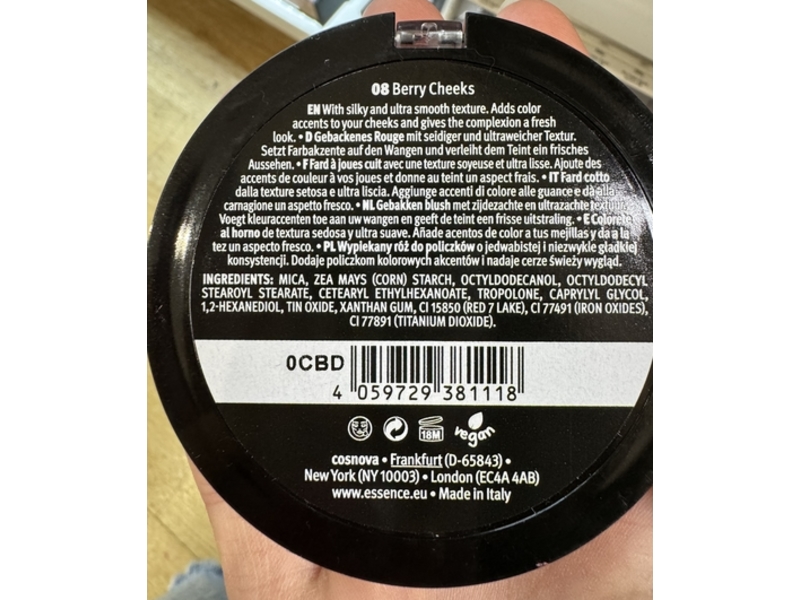 08 Berry Cheeks
EN With silky and ultra smooth texture. Adds color
accents to your cheeks and gives the complexion a fresh
look. • D Gebackenes Rouge mit seidiger und ultraweicher Textur.
Setzt Farbakzente auf den Wangen und verleiht dem Teint ein frisches
Aussehen. • F Fard à joues cuit avec une texture soyeuse et ultra lisse. Ajoute des
accents de couleur à vos joues et donne au teint un aspect frais. • IT Fard cotto
dalla texture setosa e ultra liscia. Aggiunge accenti di colore alle guance e dà alla
carnagione un aspetto fresco. • NL Gebakken blush met zijdezachte en ultrazachte textuur.
Voegt kleuraccenten toe aan uw wangen en geeft de teint een frisse uitstraling. • E Colorete
al horno de textura sedosa y ultra suave. Añade acentos de color a tus mejillas y da a la
tez un aspecto fresco. • PL Wypiekany róż do policzków o jedwabistej i niezwykle gładkiej
konsystencji. Dodaje policzkom kolorowych akcentów i nadaje cerze świeży wygląd.
INGREDIENTS: MICA, ZEA MAYS (CORN) STARCH, OCTYLDODECANOL, OCTYLDODECYL
STEAROYL STEARATE, CETEARYL ETHYLHEXANOATE, TROPOLONE, CAPRYLYL GLYCOL,
1,2-HEXANEDIOL, TIN OXIDE, XANTHAN GUM, CI 15850 (RED 7 LAKE), CI 77491 (IRON OXIDES),
CI 77891 (TITANIUM DIOXIDE).
0CBD
4 059729 381118
18M
vegan
cosnova • Frankfurt (D-65843) •
New York (NY 10003) • London (EC4A 4AB)
www.essence.eu • Made in Italy